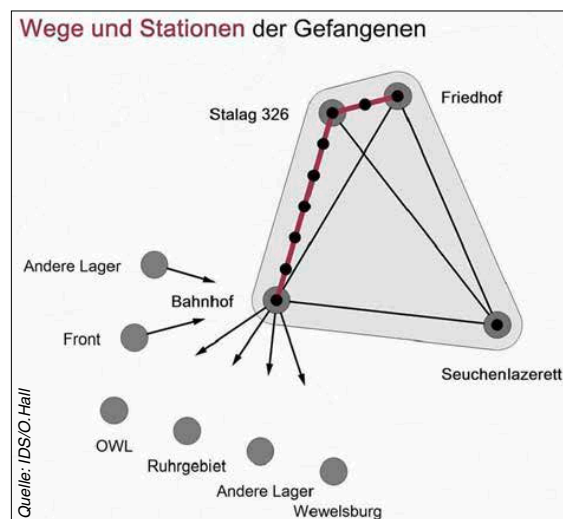 Wege und Stationen der Gefangenen
Friedhof
Stalag 326
Andere Lager
Bahnhof
Front
Seuchenlazerett
OWL
Ruhrgebiet
Andere Lager
Wewelsburg
Quelle: IDS/O.Hall